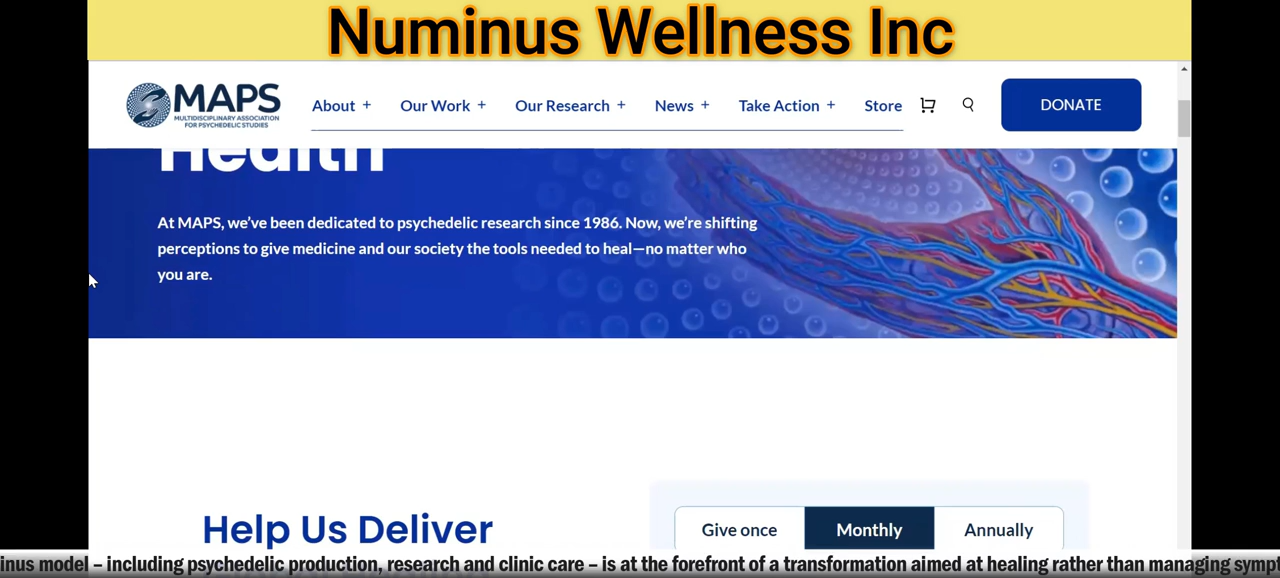 Numinus Wellness Inc
MAPS
MULTIDISCIPLINARY ASSOCIATION
FOR PSYCHEDELIC STUDIES
About + Our Work + Our Research + News + Take Action + Store DONATE
Health
At MAPS, we've been dedicated to psychedelic research since 1986. Now, we're shifting
perceptions to give medicine and our society the tools needed to heal—no matter who
you are.
Help Us Deliver
Give once Monthly Annually
inus model – including psychedelic production, research and clinic care – is at the forefront of a transformation aimed at healing rather than managing symp